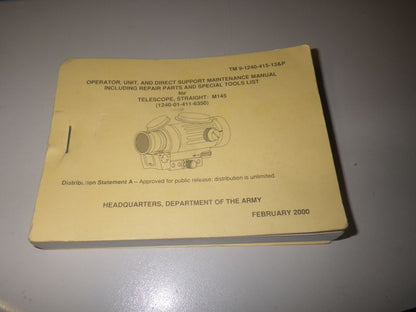 TM 9-1240-415-13&P
OPERATOR, UNIT, AND DIRECT SUPPORT MAINTENANCE MANUAL
INCLUDING REPAIR PARTS AND SPECIAL TOOLS LIST
for
TELESCOPE, STRAIGHT: M145
(1240-01-411-6350)
Distribution Statement A – Approved for public release; distribution is unlimited.
HEADQUARTERS, DEPARTMENT OF THE ARMY
FEBRUARY 2000